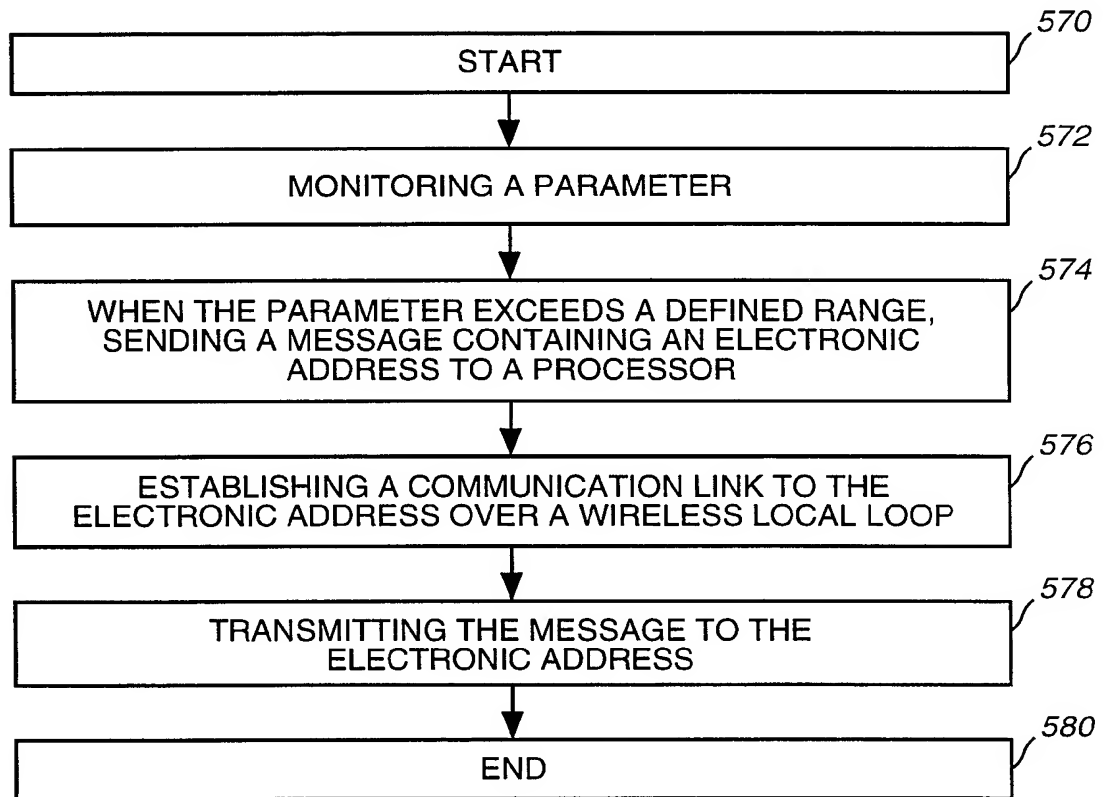 570
START
572
MONITORING A PARAMETER
574
WHEN THE PARAMETER EXCEEDS A DEFINED RANGE,
SENDING A MESSAGE CONTAINING AN ELECTRONIC
ADDRESS TO A PROCESSOR
576
ESTABLISHING A COMMUNICATION LINK TO THE
ELECTRONIC ADDRESS OVER A WIRELESS LOCAL LOOP
578
TRANSMITTING THE MESSAGE TO THE
ELECTRONIC ADDRESS
580
END